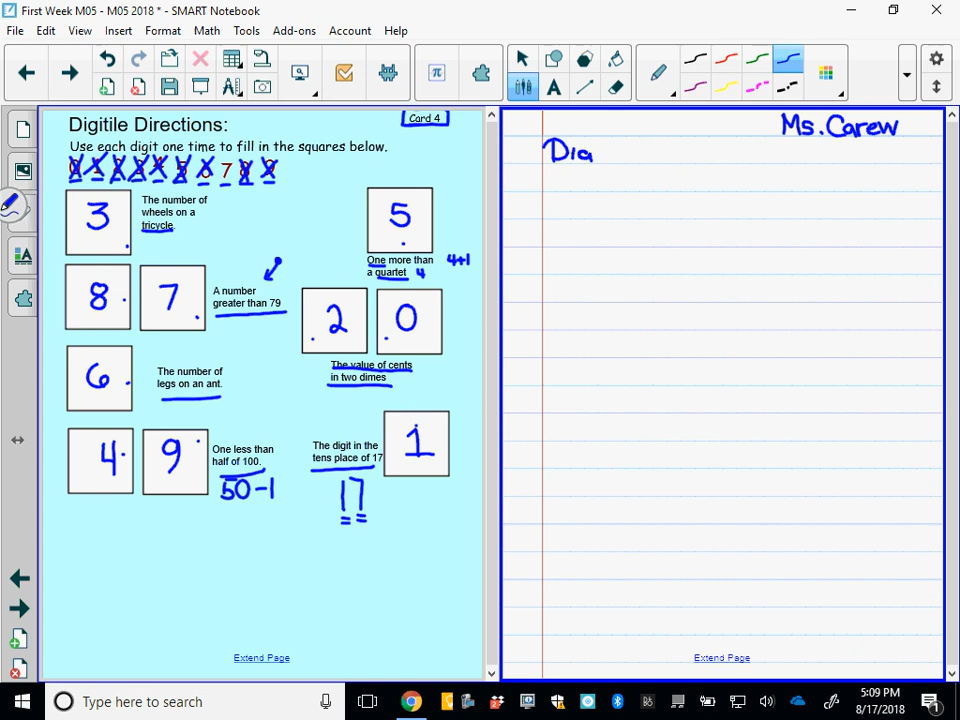 First Week M05 - M05 2018 * - SMART Notebook
File Edit View Insert Format Math Tools Add-ons Account Help
Digitile Directions:
Card 4
Use each digit one time to fill in the squares below.
0 1 2 3 4 5 6 7 8 9
3
The number of
wheels on a
tricycle.
5
One more than
a quartet
4
4+1
8 7
A number
greater than 79
2 0
The value of cents
in two dimes
6
The number of
legs on an ant.
4 9
One less than
half of 100.
50-1
The digit in the
tens place of 17
1
17
Extend Page
Ms. Carew
Dia
Extend Page
Type here to search
5:09 PM
8/17/2018
1